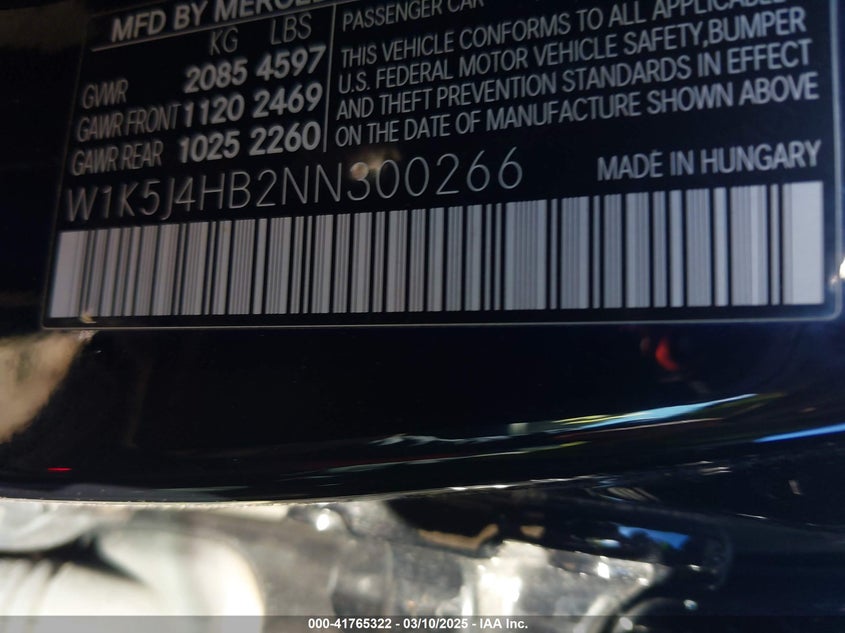 MFD BY
KG LBS
GVWR 2085 4597
GAWR FRONT 1120 2469
GAWR REAR 1025 2260
PASSENGER CAR
THIS VEHICLE CONFORMS TO ALL APPLICABLE
U.S. FEDERAL MOTOR VEHICLE SAFETY, BUMPER
AND THEFT PREVENTION STANDARDS IN EFFECT
ON THE DATE OF MANUFACTURE SHOWN ABOVE
W1K5J4HB2NN300266
MADE IN HUNGARY
000-41765322 — 03/10/2025 — IAA Inc.